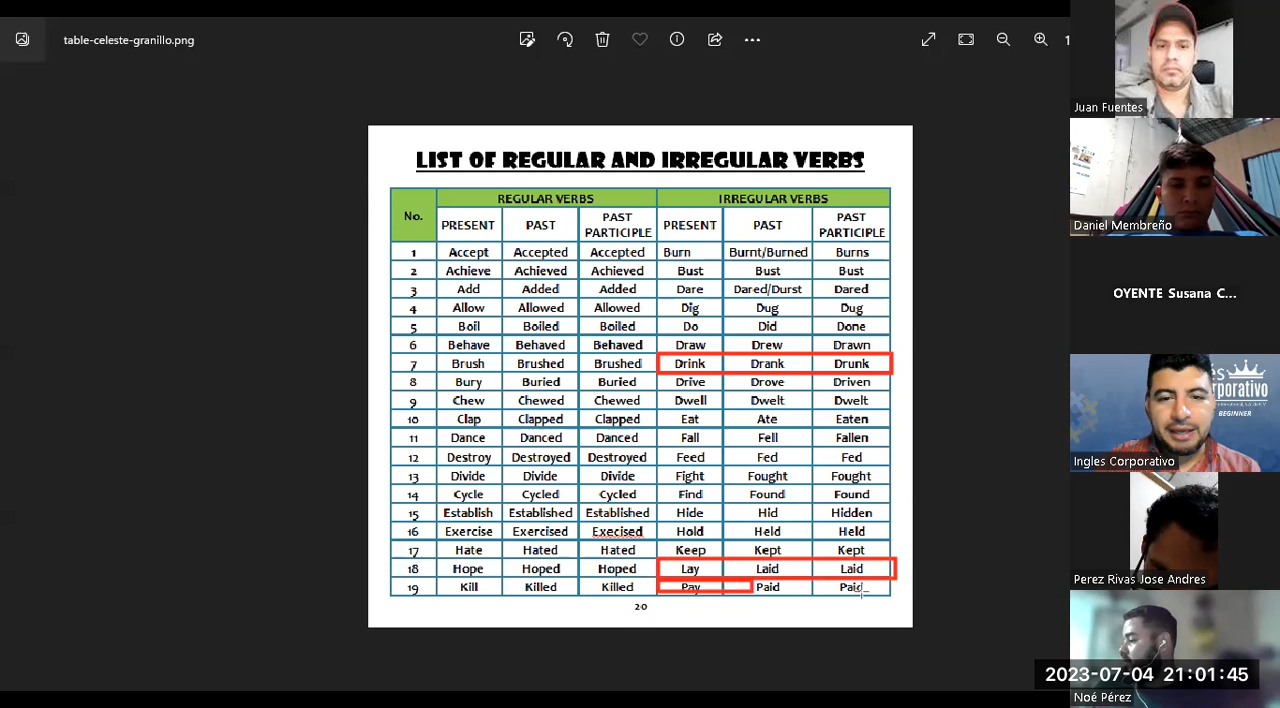 table-celeste-granillo.png
1
LIST OF REGULAR AND IRREGULAR VERBS
No. REGULAR VERBS IRREGULAR VERBS
PRESENT PAST PAST PARTICIPLE PRESENT PAST PAST PARTICIPLE
1 Accept Accepted Accepted Burn Burnt/Burned Burns
2 Achieve Achieved Achieved Bust Bust Bust
3 Add Added Added Dare Dared/Durst Dared
4 Allow Allowed Allowed Dig Dug Dug
5 Boil Boiled Boiled Do Did Done
6 Behave Behaved Behaved Draw Drew Drawn
7 Brush Brushed Brushed Drink Drank Drunk
8 Bury Buried Buried Drive Drove Driven
9 Chew Chewed Chewed Dwell Dwelt Dwelt
10 Clap Clapped Clapped Eat Ate Eaten
11 Dance Danced Danced Fall Fell Fallen
12 Destroy Destroyed Destroyed Feed Fed Fed
13 Divide Divide Divide Fight Fought Fought
14 Cycle Cycled Cycled Find Found Found
15 Establish Established Established Hide Hid Hidden
16 Exercise Exercised Execised Hold Held Held
17 Hate Hated Hated Keep Kept Kept
18 Hope Hoped Hoped Lay Laid Laid
19 Kill Killed Killed Pay Paid Paid
20
Juan Fuentes
Daniel Membreño
OYENTE Susana C...
BEGINNER
Ingles Corporativo
Perez Rivas Jose Andres
2023-07-04 21:01:45
Noé Pérez